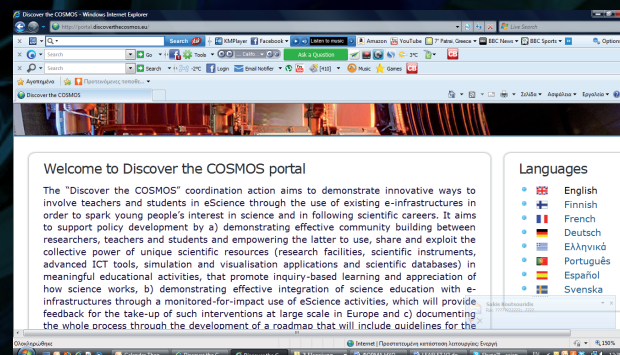 Discover the COSMOS - Windows Internet Explorer
http://portal.discoverthecosmos.eu/
Live Search
Search KMPlayer Facebook Listen to music Amazon YouTube 7° Patra, Greece BBC News BBC Sports Options
Search Go Tools Ask a Question
Search Search Login Email Notifier Music Games
Αγαπημένα
Discover the COSMOS Σελίδα Ασφάλεια Εργαλεία
Welcome to Discover the COSMOS portal
The “Discover the COSMOS” coordination action aims to demonstrate innovative ways to
involve teachers and students in eScience through the use of existing e-infrastructures in
order to spark young people’s interest in science and in following scientific careers. It aims
to support policy development by a) demonstrating effective community building between
researchers, teachers and students and empowering the latter to use, share and exploit the
collective power of unique scientific resources (research facilities, scientific instruments,
advanced ICT tools, simulation and visualisation applications and scientific databases) in
meaningful educational activities, that promote inquiry-based learning and appreciation of
how science works, b) demonstrating effective integration of science education with e-
infrastructures through a monitored-for-impact use of eScience activities, which will provide
feedback for the take-up of such interventions at large scale in Europe and c) documenting
the whole process through the development of a roadmap that will include guidelines for the
Languages
English
Finnish
French
Deutsch
Ελληνικά
Português
Español
Svenska
Ολοκληρώθηκε
Internet | Προστατευμένη κατάσταση λειτουργίας: Ενεργή 150%